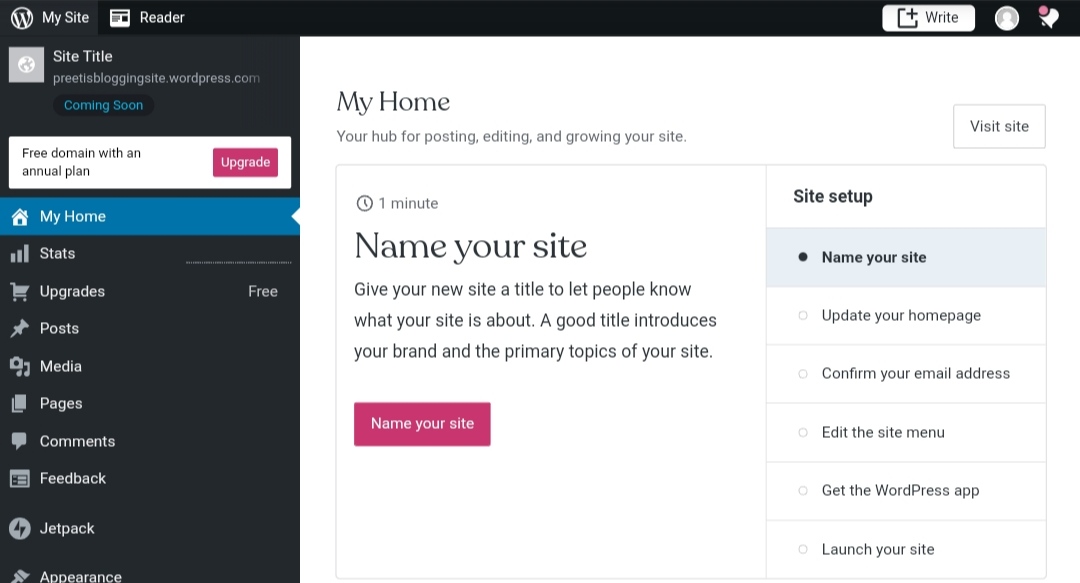 My Site
Reader
Write
Site Title
preetisbloggingsite.wordpress.com
Coming Soon
Free domain with an
annual plan
Upgrade
My Home
Stats
Upgrades
Free
Posts
Media
Pages
Comments
Feedback
Jetpack
Appearance
My Home
Your hub for posting, editing, and growing your site.
Visit site
1 minute
Name your site
Give your new site a title to let people know
what your site is about. A good title introduces
your brand and the primary topics of your site.
Name your site
Site setup
Name your site
Update your homepage
Confirm your email address
Edit the site menu
Get the WordPress app
Launch your site